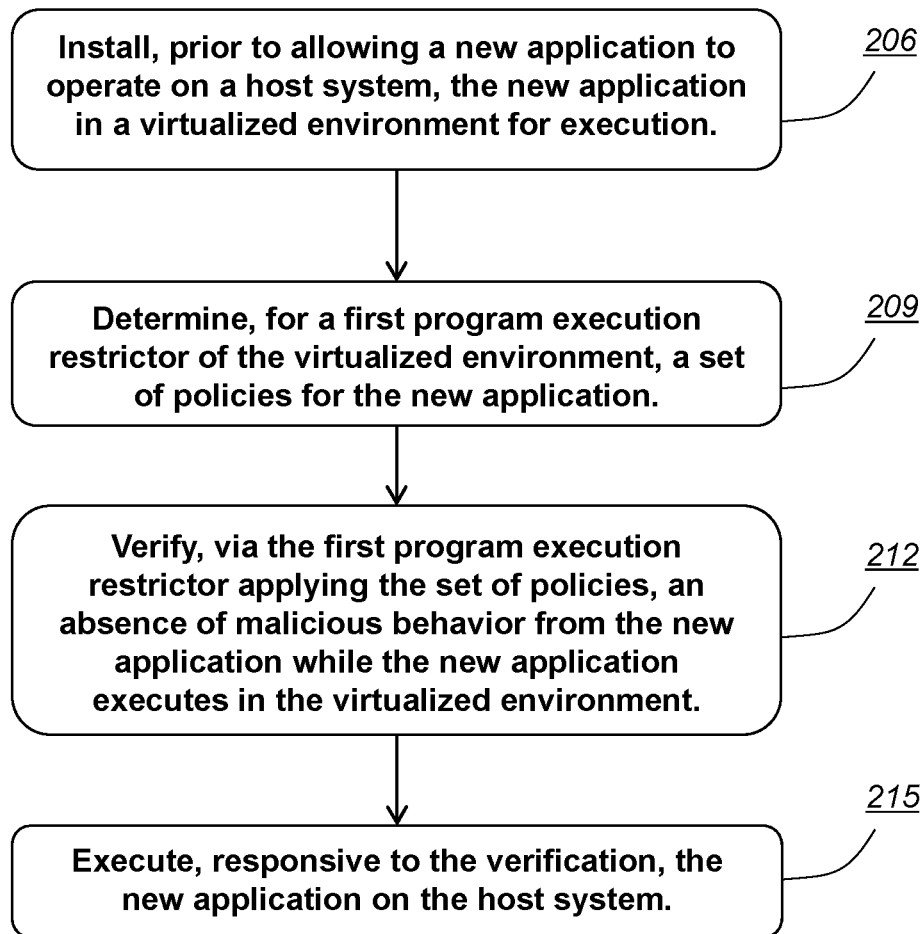 Install, prior to allowing a new application to
operate on a host system, the new application
in a virtualized environment for execution.
206
Determine, for a first program execution
restrictor of the virtualized environment, a set
of policies for the new application.
209
Verify, via the first program execution
restrictor applying the set of policies, an
absence of malicious behavior from the new
application while the new application
executes in the virtualized environment.
212
Execute, responsive to the verification, the
new application on the host system.
215